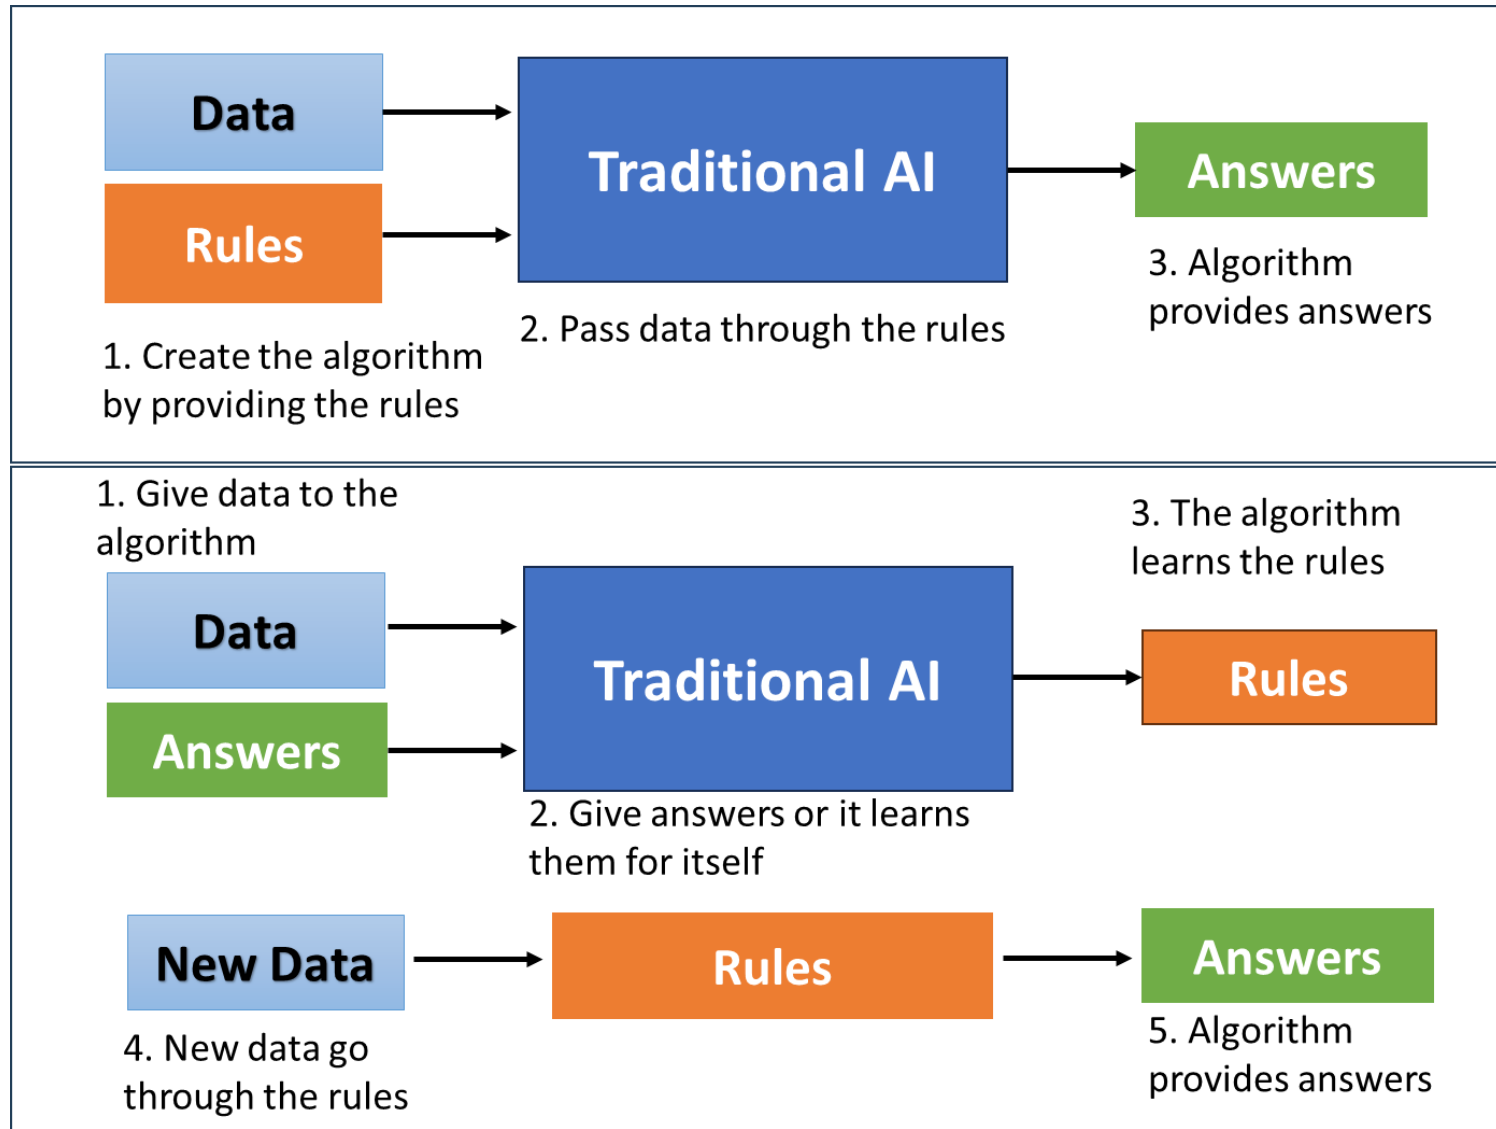 Data
Rules
Traditional AI
Answers
1. Create the algorithm
by providing the rules
2. Pass data through the rules
3. Algorithm
provides answers
1. Give data to the
algorithm
Data
Answers
Traditional AI
2. Give answers or it learns
them for itself
3. The algorithm
learns the rules
Rules
New Data
4. New data go
through the rules
Rules
Answers
5. Algorithm
provides answers